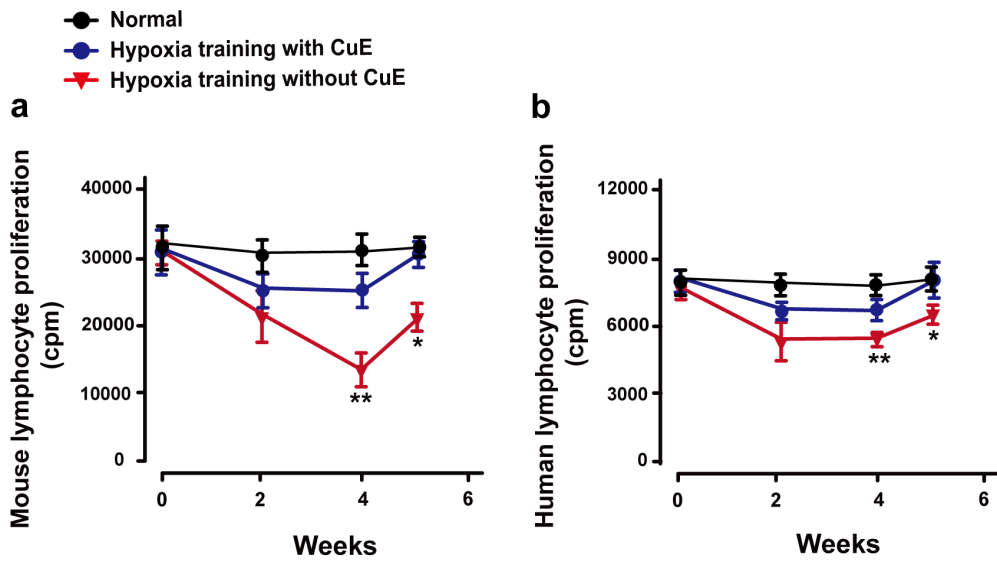 Normal
Hypoxia training with CuE
Hypoxia training without CuE
a
Mouse lymphocyte proliferation
(cpm)
40000
30000
20000
10000
0
**
*
0 2 4 6
Weeks
b
Human lymphocyte proliferation
(cpm)
12000
9000
6000
3000
0
**
*
0 2 4 6
Weeks